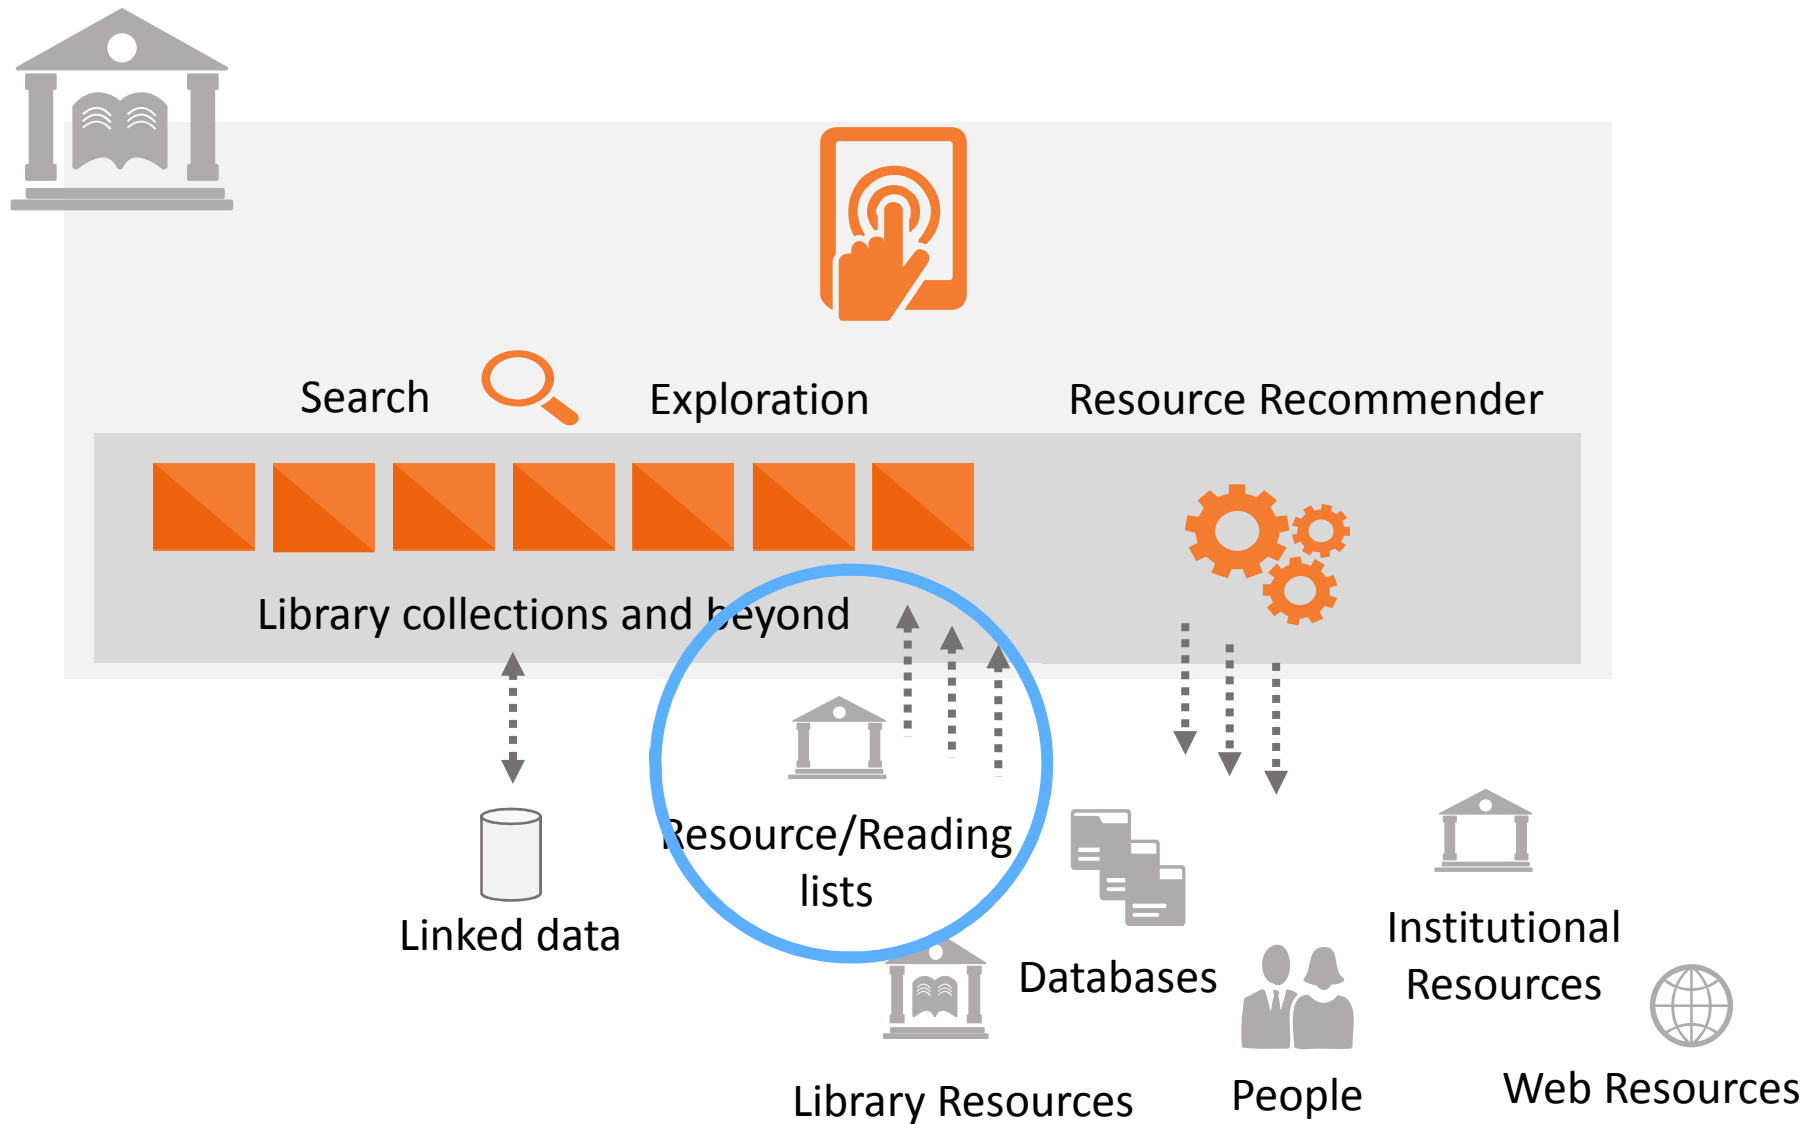 Search
Exploration
Resource Recommender
Library collections and beyond
Resource/Reading
lists
Linked data
Databases
Institutional
Resources
Library Resources
People
Web Resources